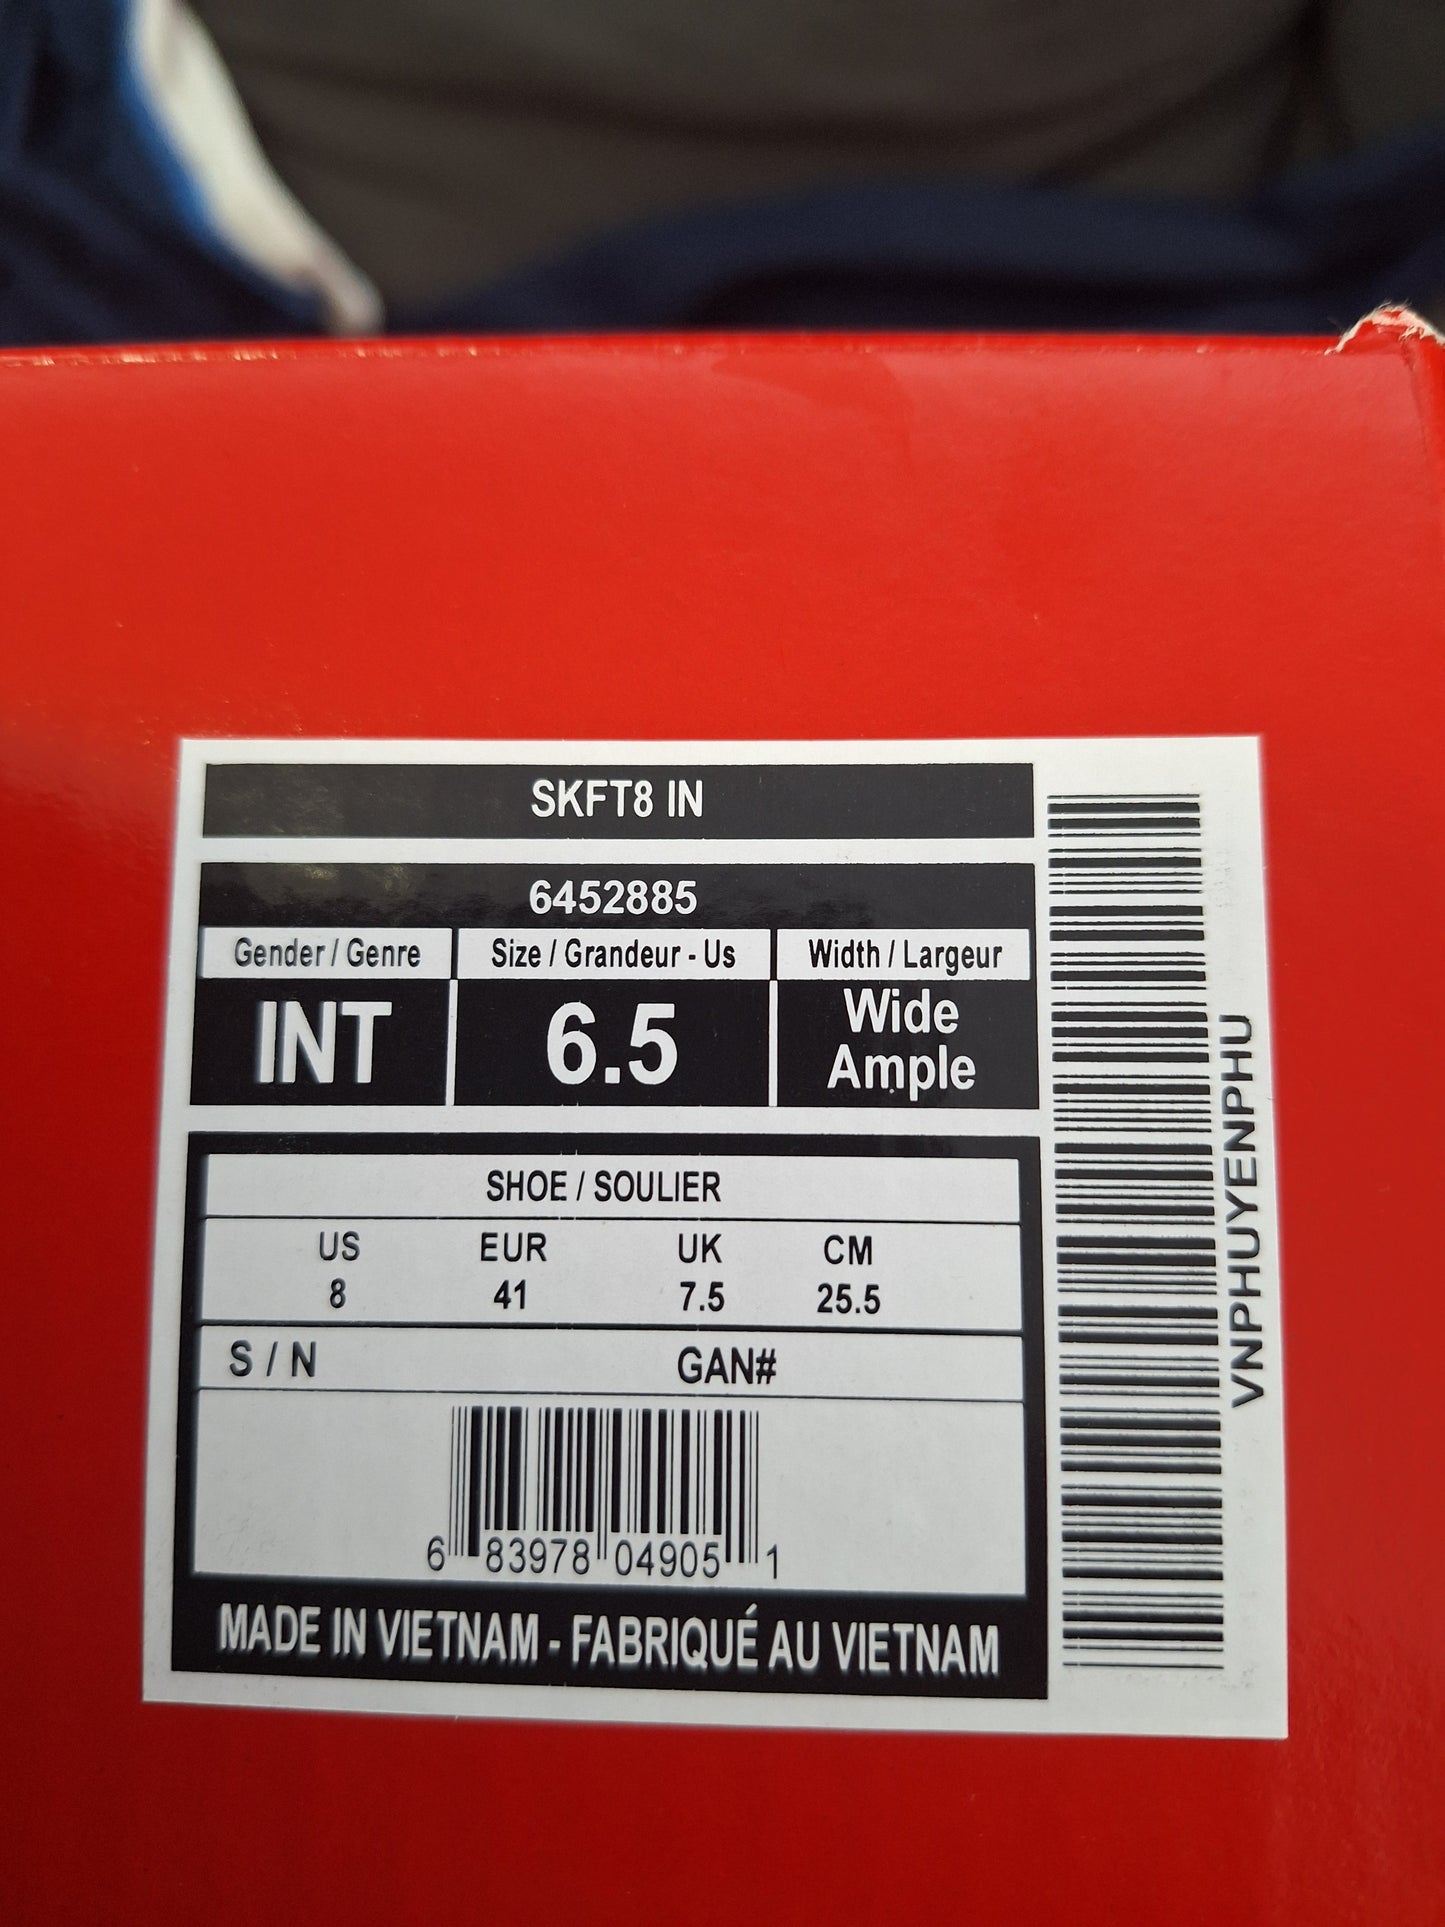 SKFT8 IN
6452885
Gender / Genre Size / Grandeur - Us Width / Largeur
INT 6.5 Wide
Ample
SHOE / SOULIER
US EUR UK CM
8 41 7.5 25.5
S / N GAN#
6 83978 04905 1
MADE IN VIETNAM - FABRIQUÉ AU VIETNAM
VNPHUYENPHU